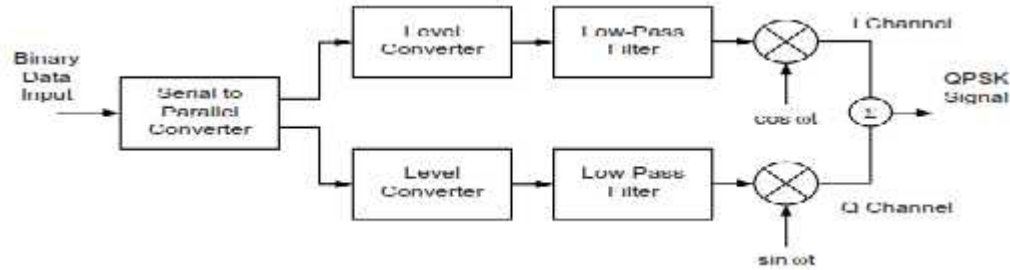 Binary
Data
Input
Serial to
Parallel
Converter
Level
Converter
Low-Pass
Filter
cos ωt
I Channel
Σ
QPSK
Signal
Level
Converter
Low Pass
Filter
sin ωt
Q Channel